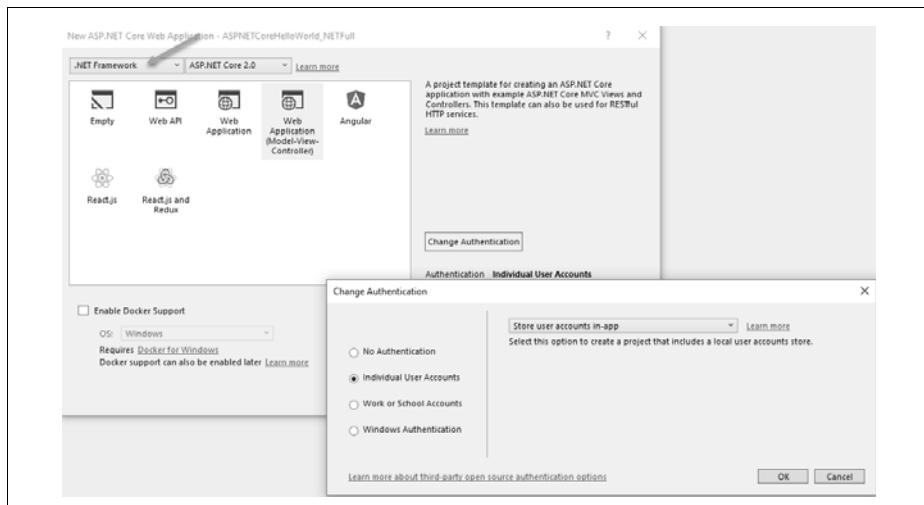 New ASP.NET Core Web Application - ASPNETCoreHelloWorld_NETFull
? ×
.NET Framework ASP.NET Core 2.0 Learn more
A project template for creating an ASP.NET Core
application with example ASP.NET Core MVC Views and
Controllers. This template can also be used for RESTful
HTTP services.
Learn more
Empty
Web API
Web
Application
Web
Application
(Model-View-
Controller)
Angular
React.js
React.js and
Redux
Change Authentication
Authentication Individual User Accounts
Enable Docker Support
OS: Windows
Requires Docker for Windows
Docker support can also be enabled later Learn more
Change Authentication
×
No Authentication
Individual User Accounts
Work or School Accounts
Windows Authentication
Store user accounts in-app Learn more
Select this option to create a project that includes a local user accounts store.
Learn more about third-party open source authentication options
OK Cancel